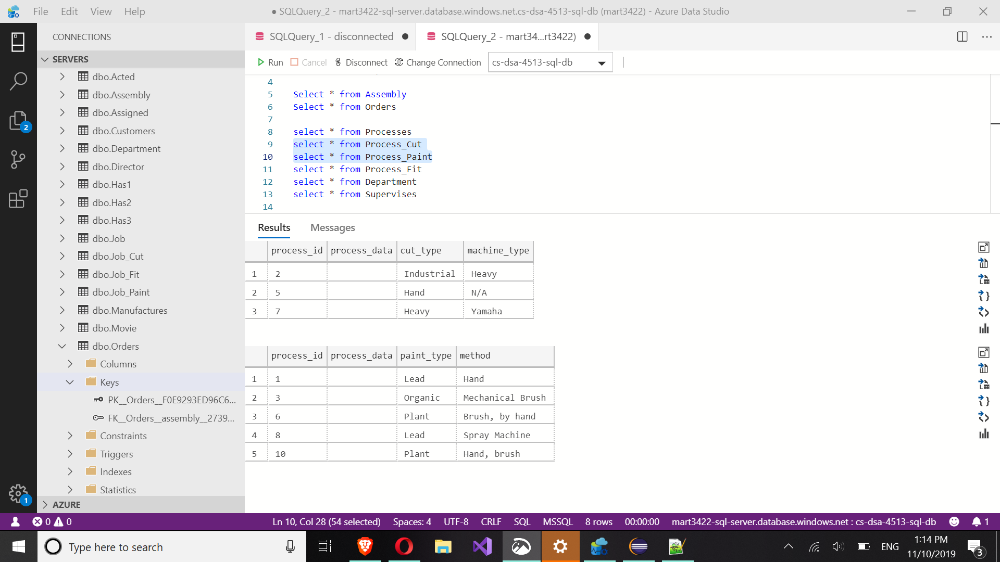 File Edit View Help
● SQLQuery_2 - mart3422-sql-server.database.windows.net.cs-dsa-4513-sql-db (mart3422) - Azure Data Studio
CONNECTIONS
SERVERS
dbo.Acted
dbo.Assembly
dbo.Assigned
dbo.Customers
dbo.Department
dbo.Director
dbo.Has1
dbo.Has2
dbo.Has3
dbo.Job
dbo.Job_Cut
dbo.Job_Fit
dbo.Job_Paint
dbo.Manufactures
dbo.Movie
dbo.Orders
Columns
Keys
PK__Orders__F0E9293ED96C6...
FK__Orders__assembly__2739...
Constraints
Triggers
Indexes
Statistics
AZURE
2
1
SQLQuery_1 - disconnected ●
SQLQuery_2 - mart34...rt3422) ●
Run Cancel Disconnect Change Connection cs-dsa-4513-sql-db
4
5 Select * from Assembly
6 Select * from Orders
7
8 select * from Processes
9 select * from Process_Cut
10 select * from Process_Paint
11 select * from Process_Fit
12 select * from Department
13 select * from Supervises
14
Results Messages
process_id process_data cut_type machine_type
1 2 Industrial Heavy
2 5 Hand N/A
3 7 Heavy Yamaha
process_id process_data paint_type method
1 1 Lead Hand
2 3 Organic Mechanical Brush
3 6 Plant Brush, by hand
4 8 Lead Spray Machine
5 10 Plant Hand, brush
0 0 Ln 10, Col 28 (54 selected) Spaces: 4 UTF-8 CRLF SQL MSSQL 8 rows 00:00:00 mart3422-sql-server.database.windows.net : cs-dsa-4513-sql-db 1
Type here to search
ENG
1:14 PM
11/10/2019
3